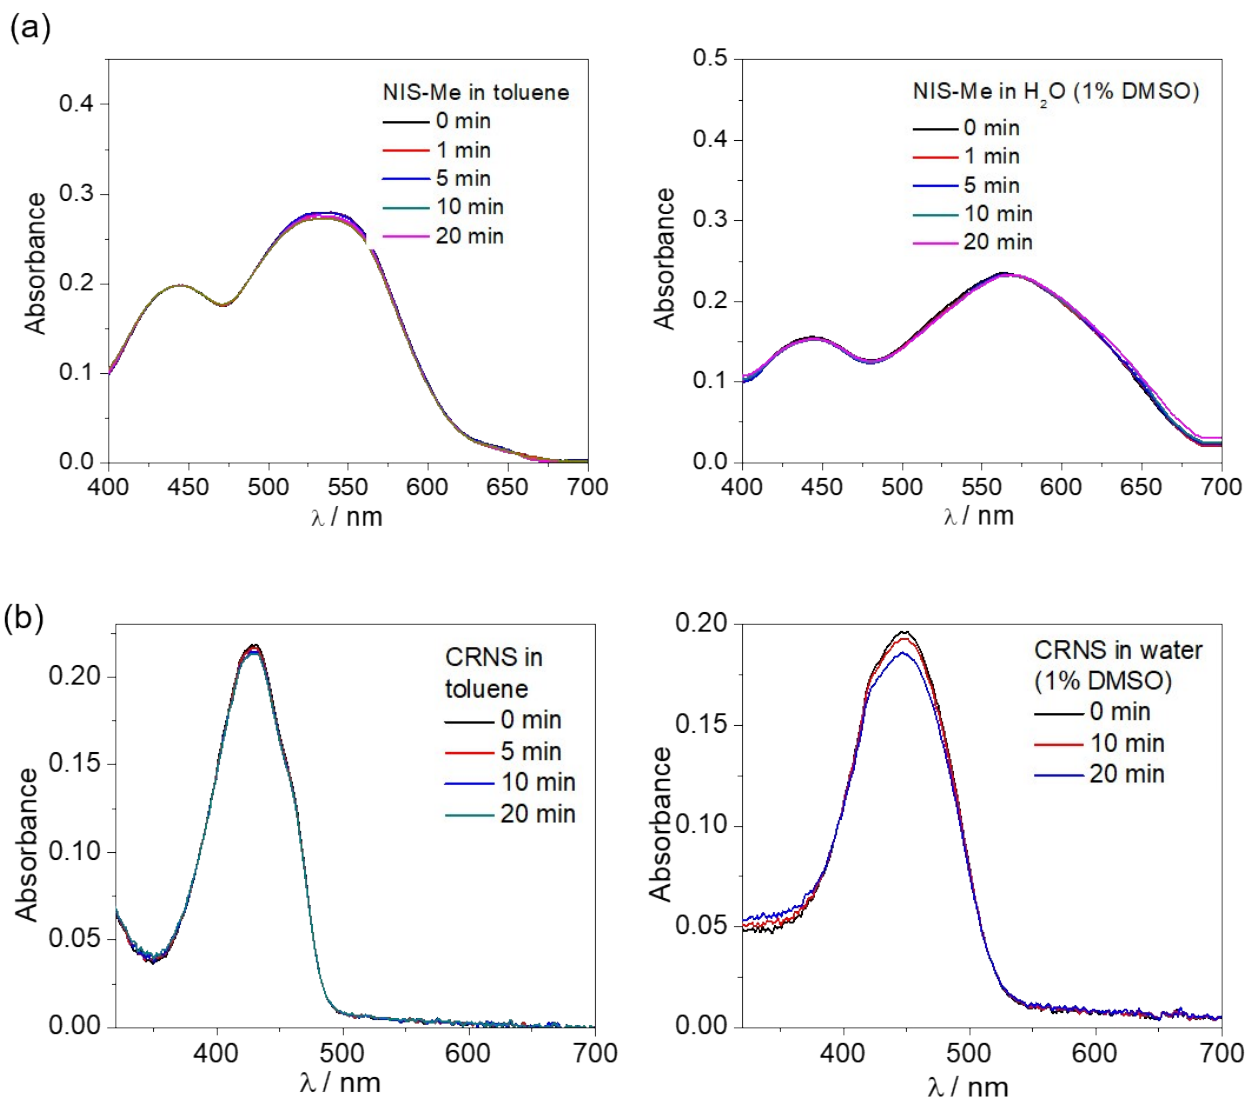 (a)
NIS-Me in toluene
0 min
1 min
5 min
10 min
20 min
0.4
0.3
0.2
0.1
0.0
Absorbance
400 450 500 550 600 650 700
λ / nm
NIS-Me in H₂O (1% DMSO)
0 min
1 min
5 min
10 min
20 min
0.5
0.4
0.3
0.2
0.1
0.0
Absorbance
400 450 500 550 600 650 700
λ / nm
(b)
CRNS in
toluene
0 min
5 min
10 min
20 min
0.20
0.15
0.10
0.05
0.00
Absorbance
400 500 600 700
λ / nm
CRNS in water
(1% DMSO)
0 min
10 min
20 min
0.20
0.15
0.10
0.05
0.00
Absorbance
400 500 600 700
λ / nm